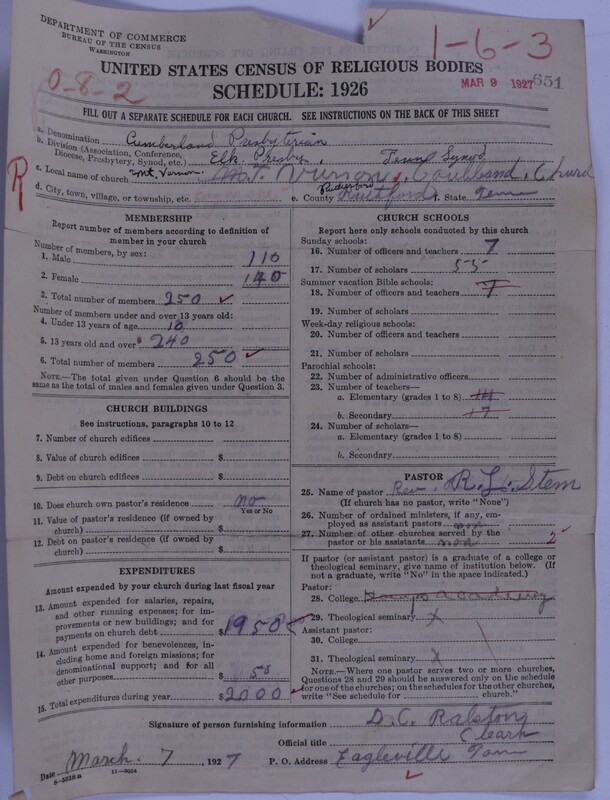 DEPARTMENT OF COMMERCE
BUREAU OF THE CENSUS
WASHINGTON
1-6-3
0-8-2
UNITED STATES CENSUS OF RELIGIOUS BODIES
MAR 9 1927
651
SCHEDULE: 1926
FILL OUT A SEPARATE SCHEDULE FOR EACH CHURCH. SEE INSTRUCTIONS ON THE BACK OF THIS SHEET
a. Denomination Cumberland Presbyterian
b. Division (Association, Conference, Diocese, Presbytery, Synod, etc.) Elk Presby, Tenn Synod
R
c. Local name of church Mt. Vernon Mt Vernon
d. City, town, village, or township, etc.
e. County Rutherford f. State Tenn
MEMBERSHIP
Report number of members according to definition of
member in your church
Number of members, by sex:
1. Male 110
2. Female 140
3. Total number of members 250
Number of members under and over 13 years old:
4. Under 13 years of age 10
5. 13 years old and over 240
6. Total number of members 250
NOTE.—The total given under Question 6 should be the
same as the total of males and females given under Question 3.
CHURCH BUILDINGS
See instructions, paragraphs 10 to 12
7. Number of church edifices
8. Value of church edifices $
9. Debt on church edifices $
10. Does church own pastor's residence no
Yes or No
11. Value of pastor's residence (if owned by
church) $
12. Debt on pastor's residence (if owned by
church) $
EXPENDITURES
Amount expended by your church during last fiscal year
13. Amount expended for salaries, repairs,
and other running expenses; for im-
provements or new buildings; and for
payments on church debt $1950
14. Amount expended for benevolences, in-
cluding home and foreign missions; for
denominational support; and for all
other purposes $ 50
15. Total expenditures during year $2000
CHURCH SCHOOLS
Report here only schools conducted by this church
Sunday schools:
16. Number of officers and teachers 7
17. Number of scholars 55
Summer vacation Bible schools:
18. Number of officers and teachers 7
19. Number of scholars
Week-day religious schools:
20. Number of officers and teachers
21. Number of scholars
Parochial schools:
22. Number of administrative officers
23. Number of teachers—
a. Elementary (grades 1 to 8)
b. Secondary
24. Number of scholars—
a. Elementary (grades 1 to 8)
b. Secondary
PASTOR
25. Name of pastor Rev. R. L. Stem
(If church has no pastor, write "None")
26. Number of ordained ministers, if any, em-
ployed as assistant pastors non
27. Number of other churches served by the
pastor or his assistants non 2
If pastor (or assistant pastor) is a graduate of a college or
theological seminary, give name of institution below. (If
not a graduate, write "No" in the space indicated.)
Pastor:
28. College academy
29. Theological seminary X
Assistant pastor:
30. College
31. Theological seminary X
NOTE.—Where one pastor serves two or more churches,
Questions 28 and 29 should be answered only on the schedule
for one of the churches; on the schedules for the other churches,
write "See schedule for church."
Signature of person furnishing information D. C. Ralston
Official title Clearh
Date March. 7, 1927 P. O. Address Eagleville Tenn
8—5518 a 11—9054